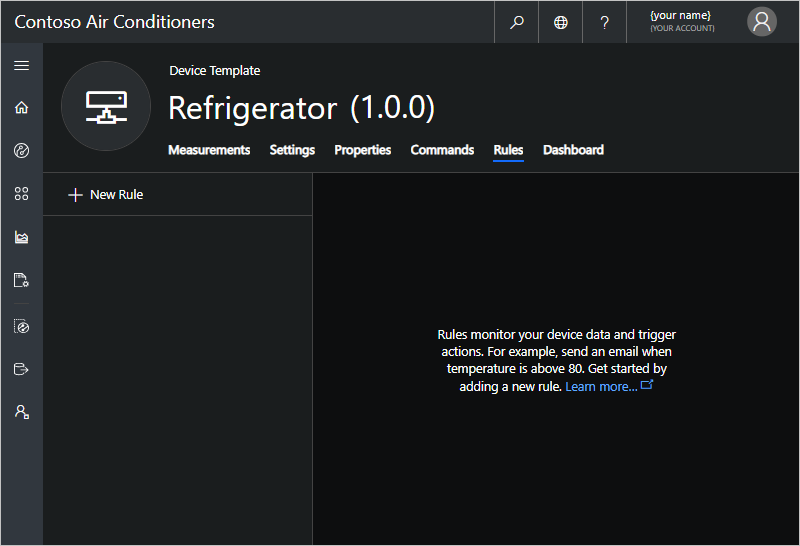 Contoso Air Conditioners
?
{your name}
(YOUR ACCOUNT)
Device Template
Refrigerator (1.0.0)
Measurements Settings Properties Commands Rules Dashboard
+ New Rule
Rules monitor your device data and trigger
actions. For example, send an email when
temperature is above 80. Get started by
adding a new rule. Learn more...